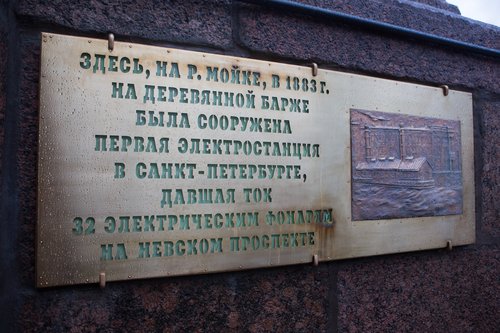 ЗДЕСЬ, НА Р. МОЙКЕ, В 1883 г.
НА ДЕРЕВЯННОЙ БАРЖЕ
БЫЛА СООРУЖЕНА
ПЕРВАЯ ЭЛЕКТРОСТАНЦИЯ
В САНКТ-ПЕТЕРБУРГЕ,
ДАВШАЯ ТОК
32 ЭЛЕКТРИЧЕСКИМ ФОНАРЯМ
НА НЕВСКОМ ПРОСПЕКТЕ